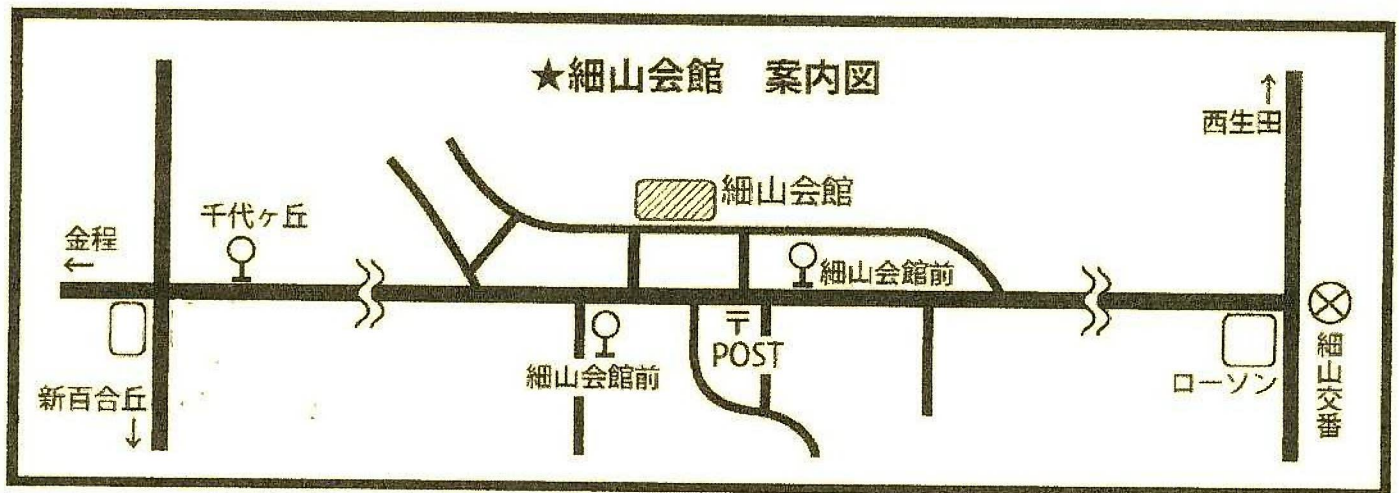 ★細山会館　案内図
↑
西生田
千代ヶ丘
金程
←
細山会館
細山会館前
〒
POST
細山会館前
新百合丘
↓
ローソン
細山交番